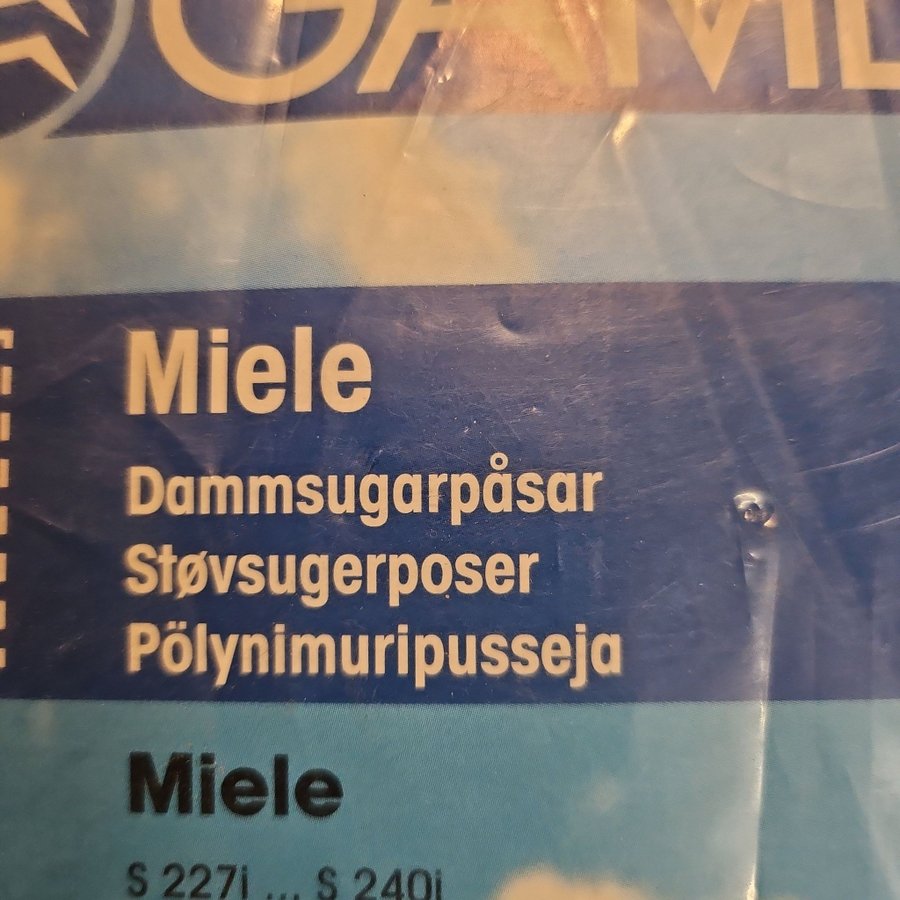 Miele
Dammsugarpåsar
Støvsugerposer
Pölynimuripusseja
Miele
S 227i ... S 240i